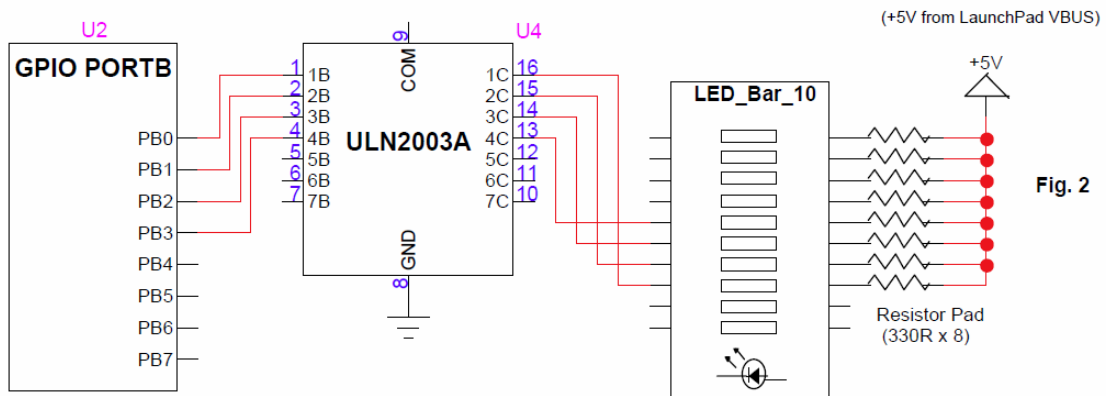 (+5V from LaunchPad VBUS)
U2
GPIO PORTB
PB0
PB1
PB2
PB3
PB4
PB5
PB6
PB7
U4
9
COM
ULN2003A
1 1B
2 2B
3 3B
4 4B
5 5B
6 6B
7 7B
1C 16
2C 15
3C 14
4C 13
5C 12
6C 11
7C 10
GND
8
LED_Bar_10
+5V
Fig. 2
Resistor Pad
(330R x 8)